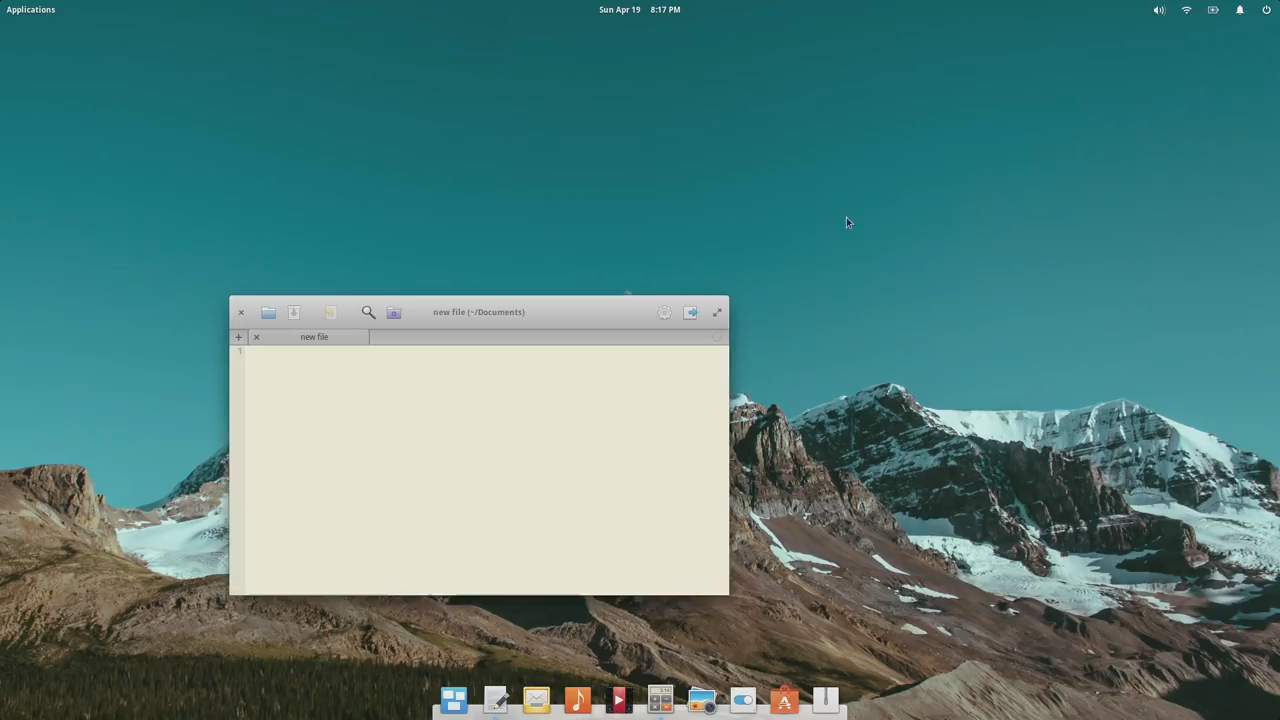 Applications
Sun Apr 19 8:17 PM
new file (~/Documents)
new file
1